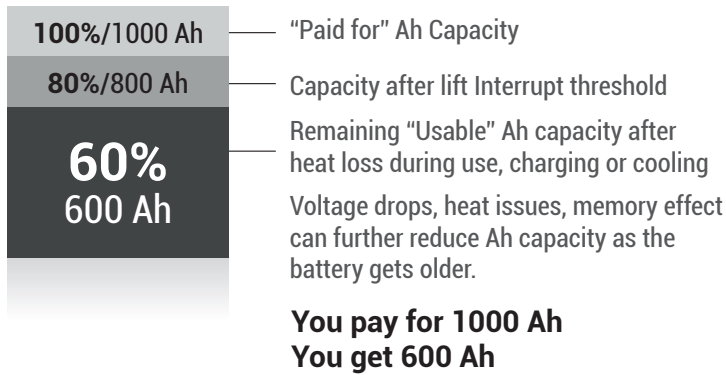 100%/1000 Ah
“Paid for” Ah Capacity
80%/800 Ah
Capacity after lift Interrupt threshold
60%
600 Ah
Remaining “Usable” Ah capacity after
heat loss during use, charging or cooling
Voltage drops, heat issues, memory effect
can further reduce Ah capacity as the
battery gets older.
You pay for 1000 Ah
You get 600 Ah